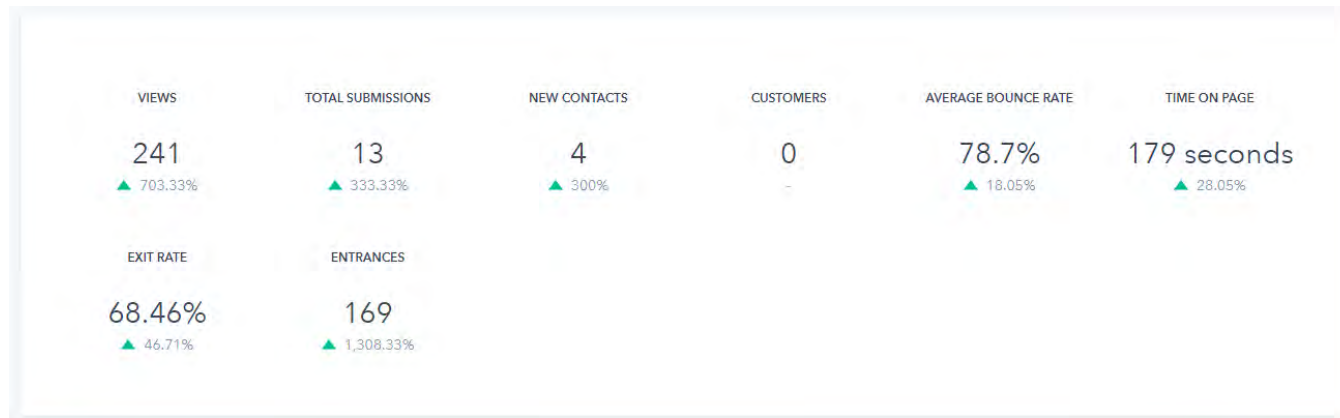 VIEWS TOTAL SUBMISSIONS NEW CONTACTS CUSTOMERS AVERAGE BOUNCE RATE TIME ON PAGE
241 13 4 0 78.7% 179 seconds
▲ 703.33% ▲ 333.33% ▲ 300% - ▲ 18.05% ▲ 28.05%
EXIT RATE ENTRANCES
68.46% 169
▲ 46.71% ▲ 1,308.33%